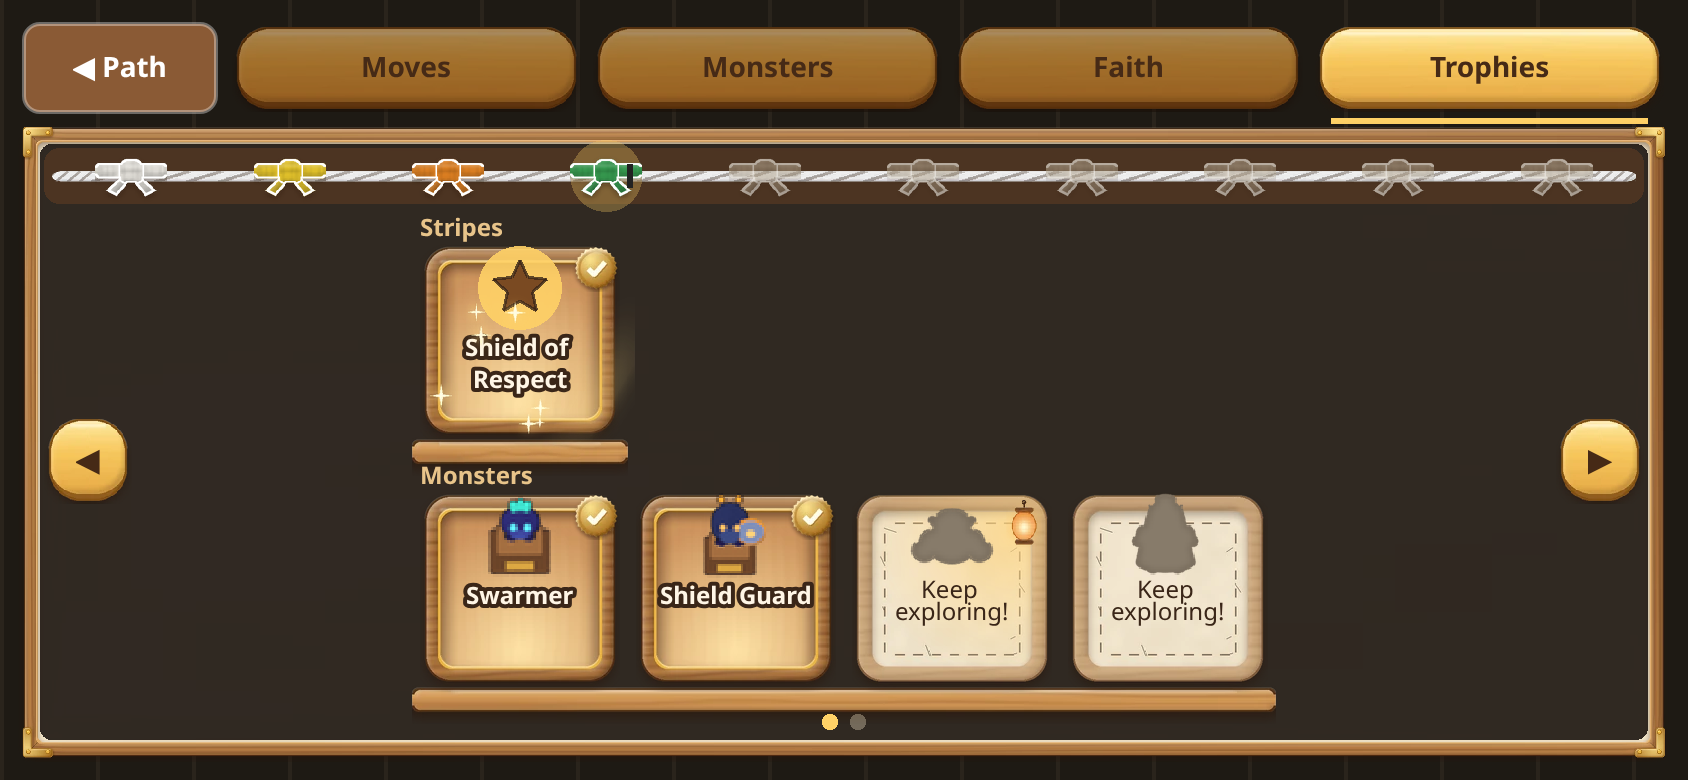 ◀ Path
Moves
Monsters
Faith
Trophies
Stripes
Shield of
Respect
Monsters
Swarmer
Shield Guard
Keep
exploring!
Keep
exploring!